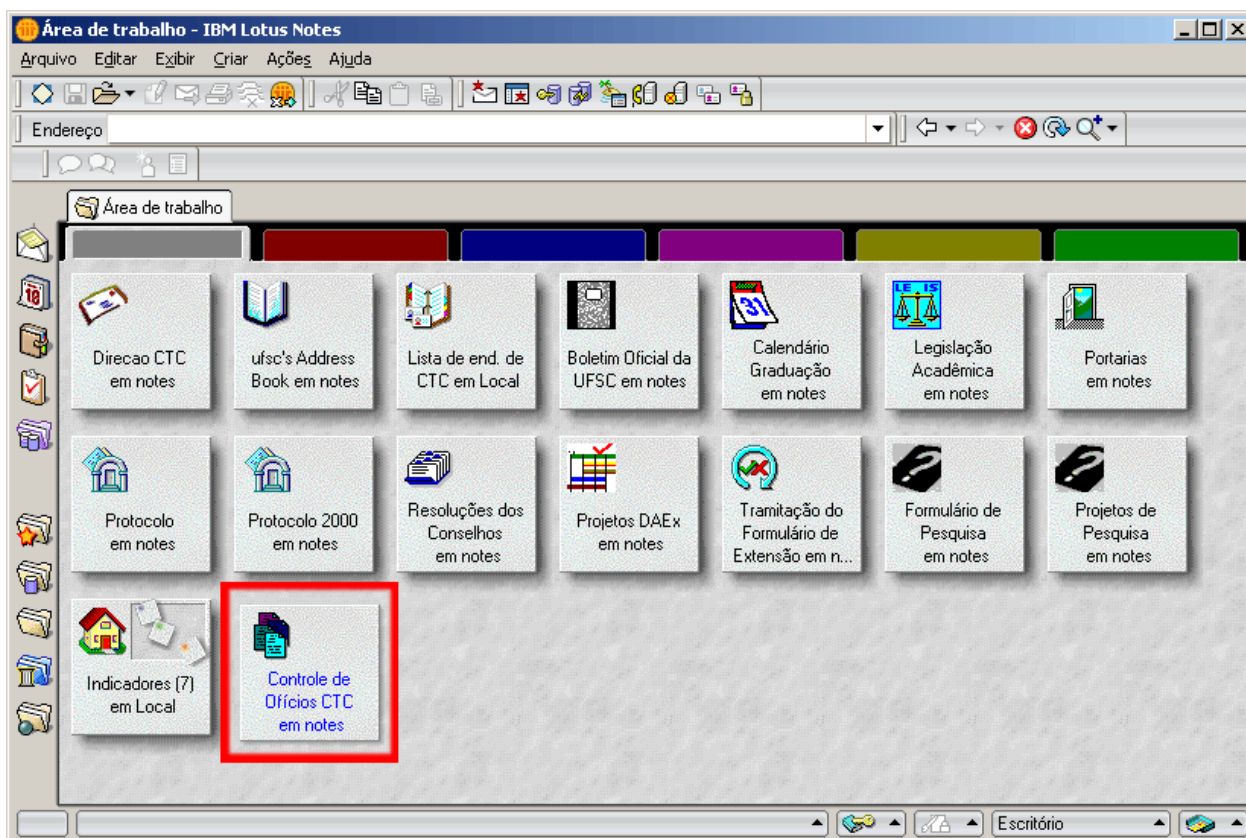 Área de trabalho - IBM Lotus Notes
Arquivo Editar Exibir Criar Ações Ajuda
Endereço
Área de trabalho
Direcao CTC
em notes
ufsc's Address
Book em notes
Lista de end. de
CTC em Local
Boletim Oficial da
UFSC em notes
Calendário
Graduação
em notes
Legislação
Acadêmica
em notes
Portarias
em notes
Protocolo
em notes
Protocolo 2000
em notes
Resoluções dos
Conselhos
em notes
Projetos DAEx
em notes
Tramitação do
Formulário de
Extensão em n...
Formulário de
Pesquisa
em notes
Projetos de
Pesquisa
em notes
Indicadores (7)
em Local
Controle de
Ofícios CTC
em notes
Escritório